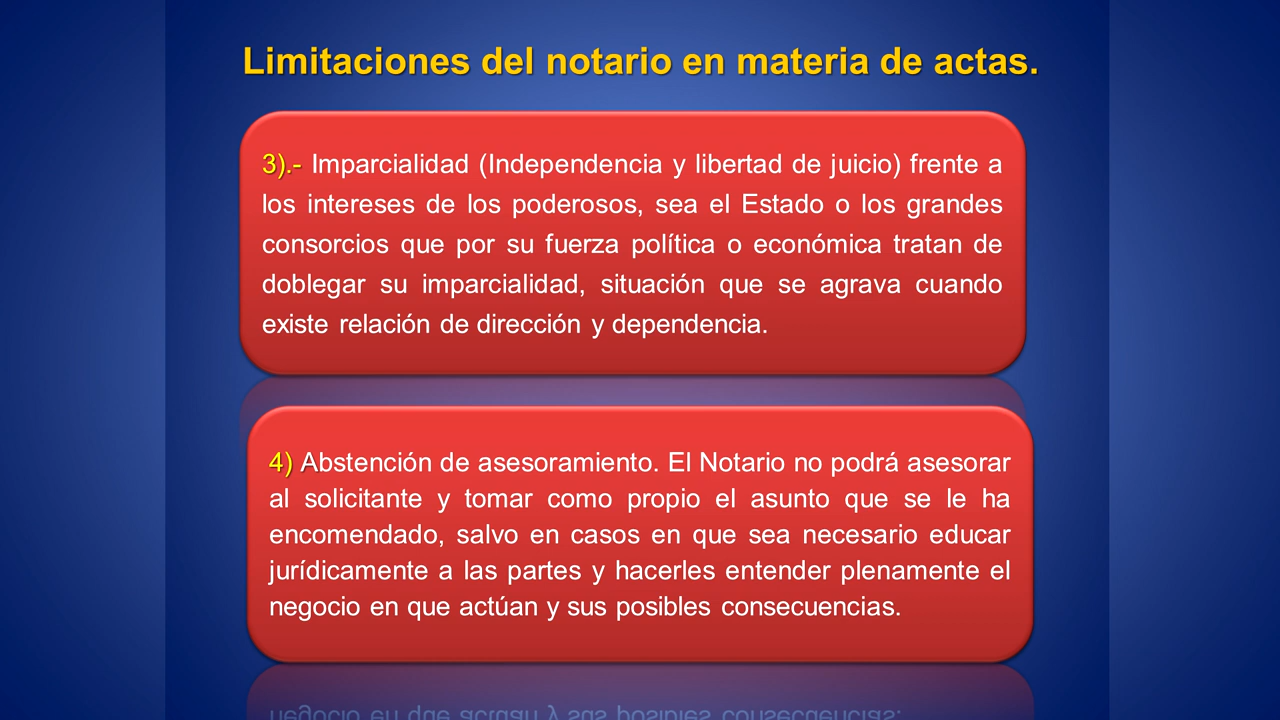 Limitaciones del notario en materia de actas.
3).- Imparcialidad (Independencia y libertad de juicio) frente a
los intereses de los poderosos, sea el Estado o los grandes
consorcios que por su fuerza política o económica tratan de
doblegar su imparcialidad, situación que se agrava cuando
existe relación de dirección y dependencia.
4) Abstención de asesoramiento. El Notario no podrá asesorar
al solicitante y tomar como propio el asunto que se le ha
encomendado, salvo en casos en que sea necesario educar
jurídicamente a las partes y hacerles entender plenamente el
negocio en que actúan y sus posibles consecuencias.